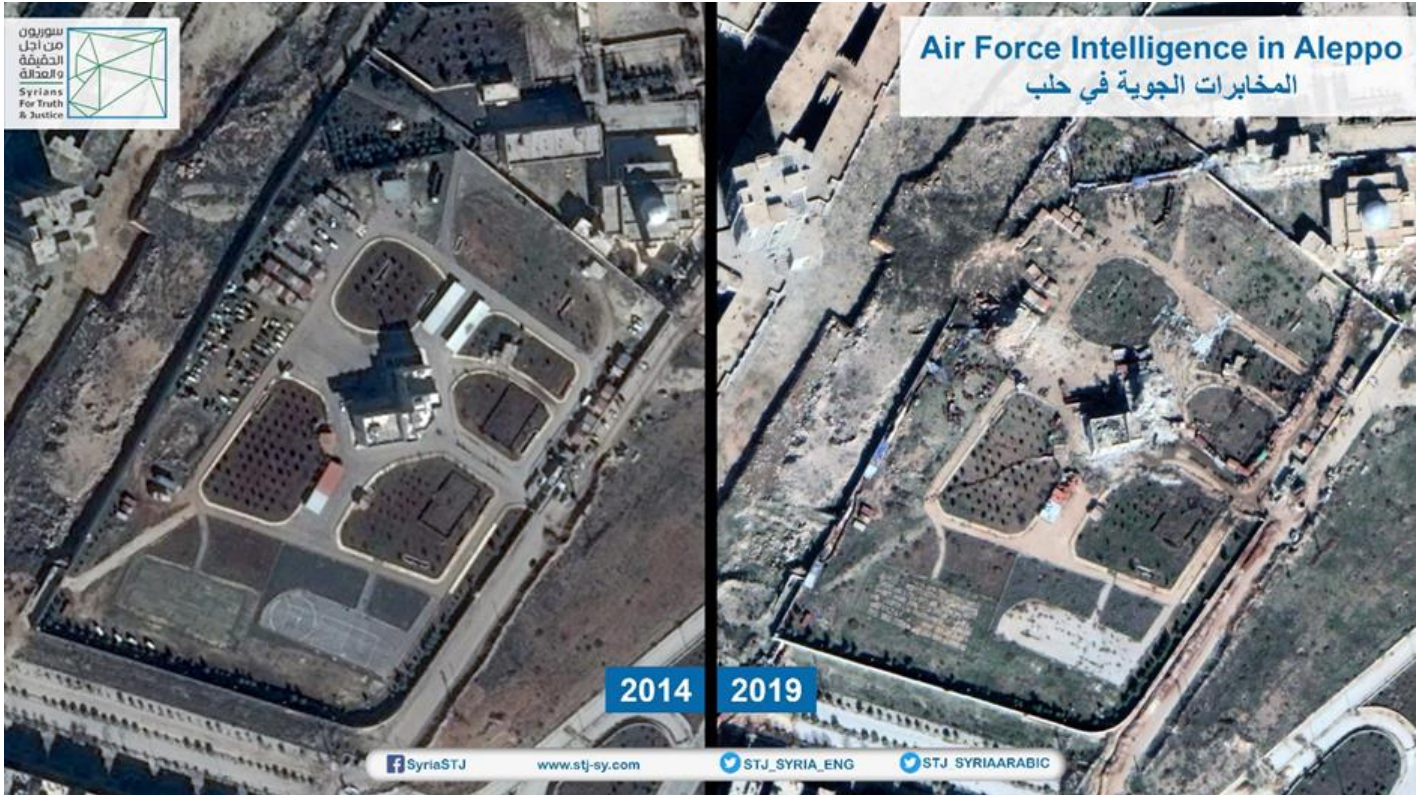 سوريون
من أجل
الحقيقة
والعدالة
Syrians
For Truth
& Justice
Air Force Intelligence in Aleppo
المخابرات الجوية في حلب
2014
2019
SyriaSTJ
www.stj-sy.com
STJ_SYRIA_ENG
STJ_SYRIAARABIC